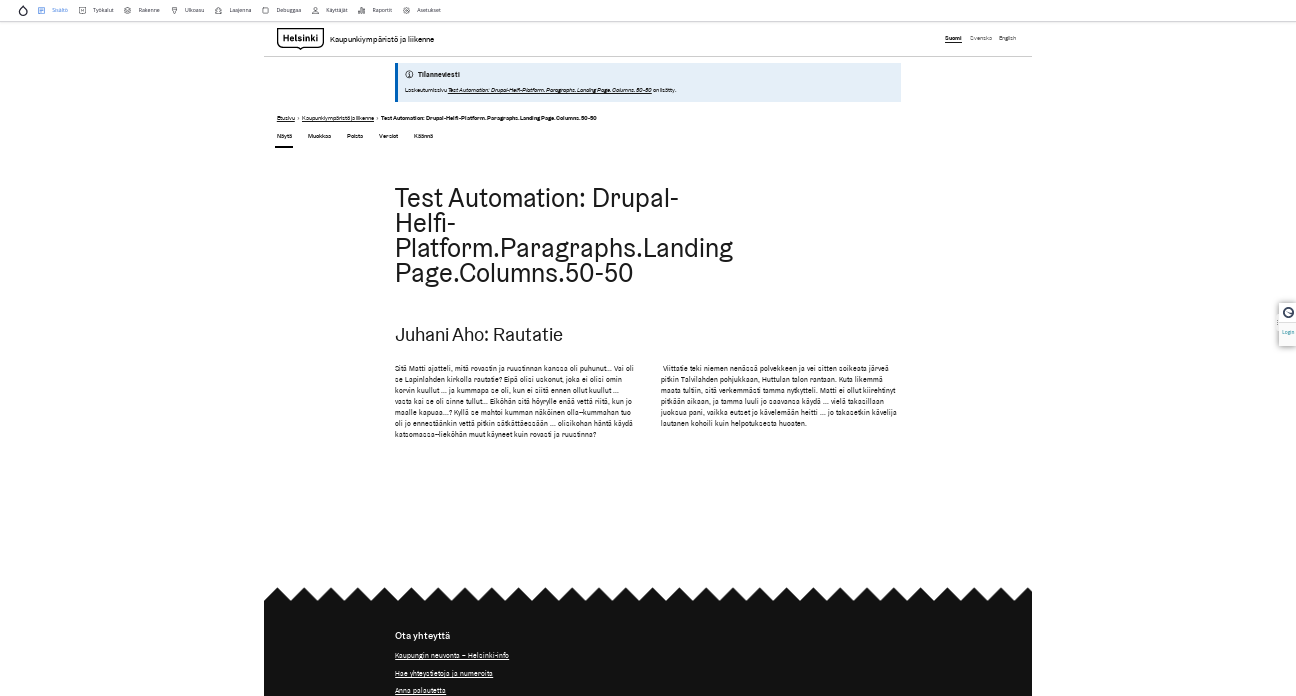 Sisältö Työkalut Rakenne Ulkoasu Laajenna Debuggaa Käyttäjät Raportit Asetukset
Helsinki Kaupunkiympäristö ja liikenne Suomi Svenska English
Tilanneviesti
Laskeutumissivu Test Automation: Drupal-Helfi-Platform.Paragraphs.Landing Page.Columns.50-50 on lisätty.
Etusivu › Kaupunkiympäristö ja liikenne › Test Automation: Drupal-Helfi-Platform.Paragraphs.Landing Page.Columns.50-50
Näytä Muokkaa Poista Versiot Käännä
Test Automation: Drupal-
Helfi-
Platform.Paragraphs.Landing
Page.Columns.50-50
Login
Juhani Aho: Rautatie
Sitä Matti ajatteli, mitä rovastin ja ruustinnan kanssa oli puhunut... Vai oli
se Lapinlahden kirkolla rautatie? Eipä olisi uskonut, joka ei olisi omin
korvin kuullut ... ja kummapa se oli, kun ei siitä ennen ollut kuullut ...
vasta kai se oli sinne tullut... Eiköhän sitä höyrylle enää vettä riitä, kun jo
maalle kapuaa...? Kyllä se mahtoi kumman näköinen olla—kummahan tuo
oli jo ennestäänkin vettä pitkin sätkättäessään ... olisikohan häntä käydä
katsomassa—lieköhän muut käyneet kuin rovasti ja ruustinna?
Viittatie teki niemen nenässä polvekkeen ja vei sitten soikeata järveä
pitkin Talvilahden pohjukkaan, Huttulan talon rantaan. Kuta likemmä
maata tultiin, sitä verkemmästi tamma nytkytteli. Matti ei ollut kiirehtinyt
pitkään aikaan, ja tamma luuli jo saavansa käydä ... vielä takasillaan
juoksua pani, vaikka eutset jo kävelemään heitti ... jo takasetkin kävelijä
lautanen kohoili kuin helpotuksesta huoaten.
Ota yhteyttä
Kaupungin neuvonta – Helsinki-info
Hae yhteystietoja ja numeroita
Anna palautetta